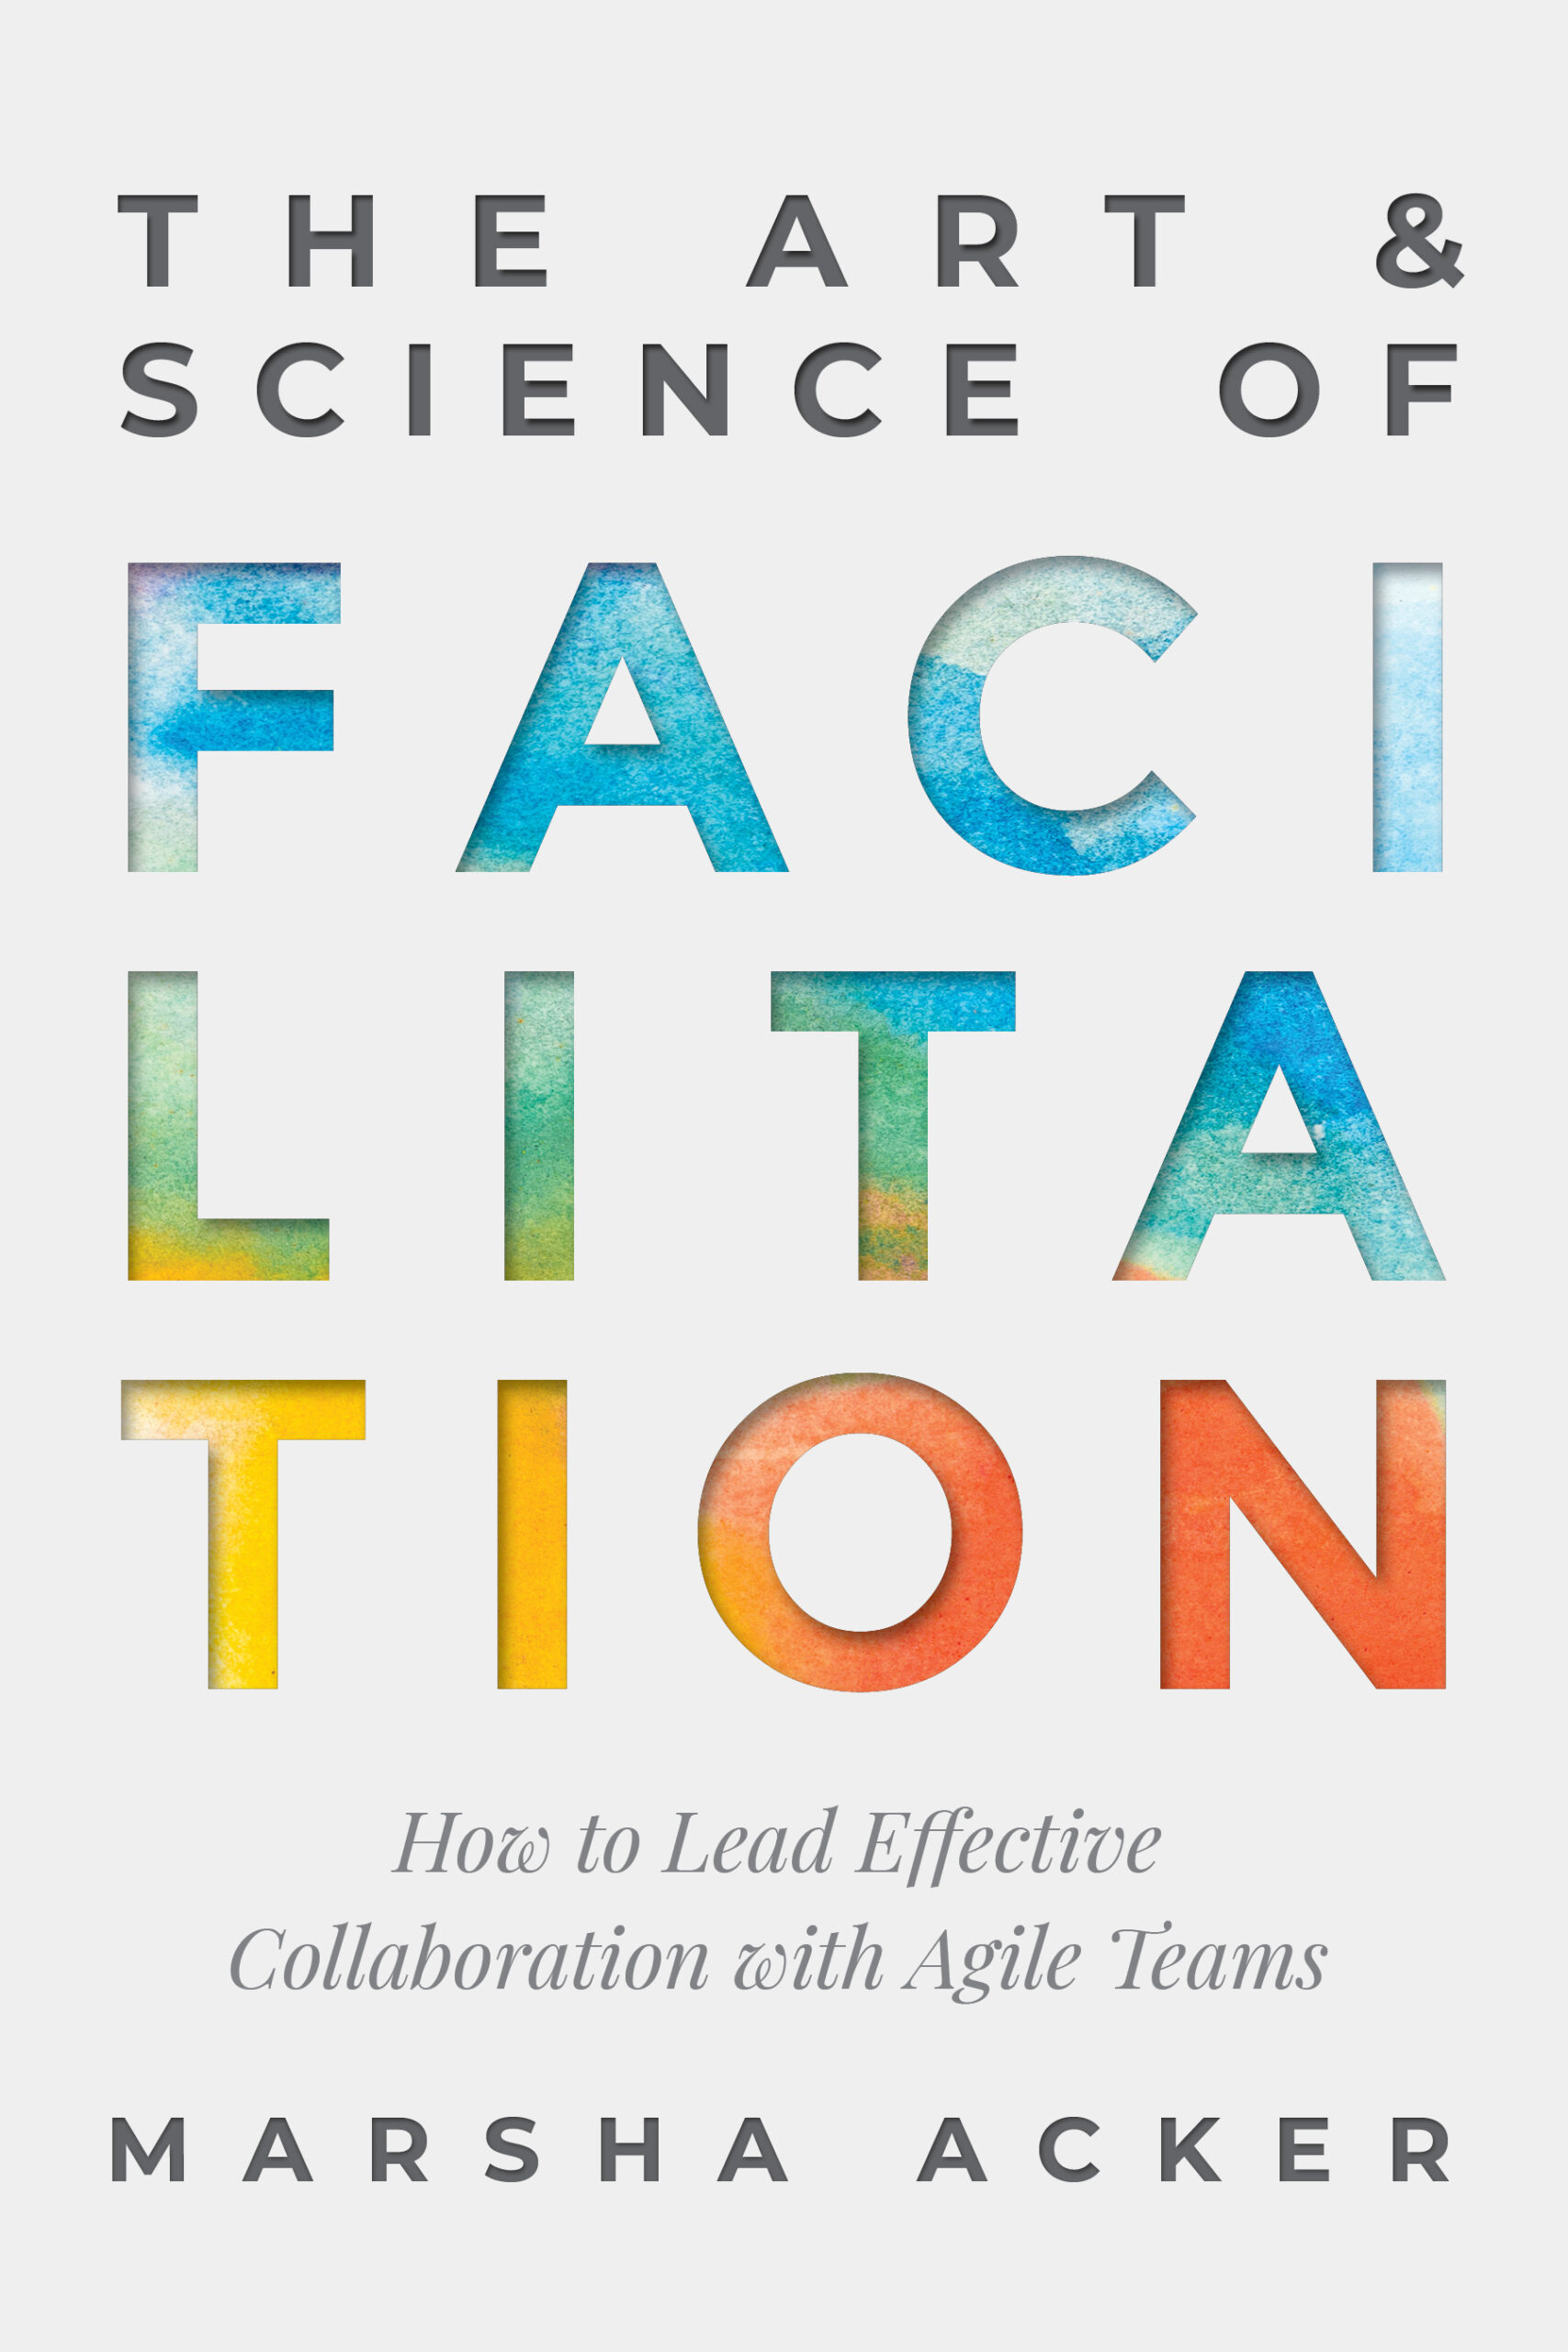 THE ART &
SCIENCE OF
FACI
LITA
TION
How to Lead Effective
Collaboration with Agile Teams
MARSHA ACKER